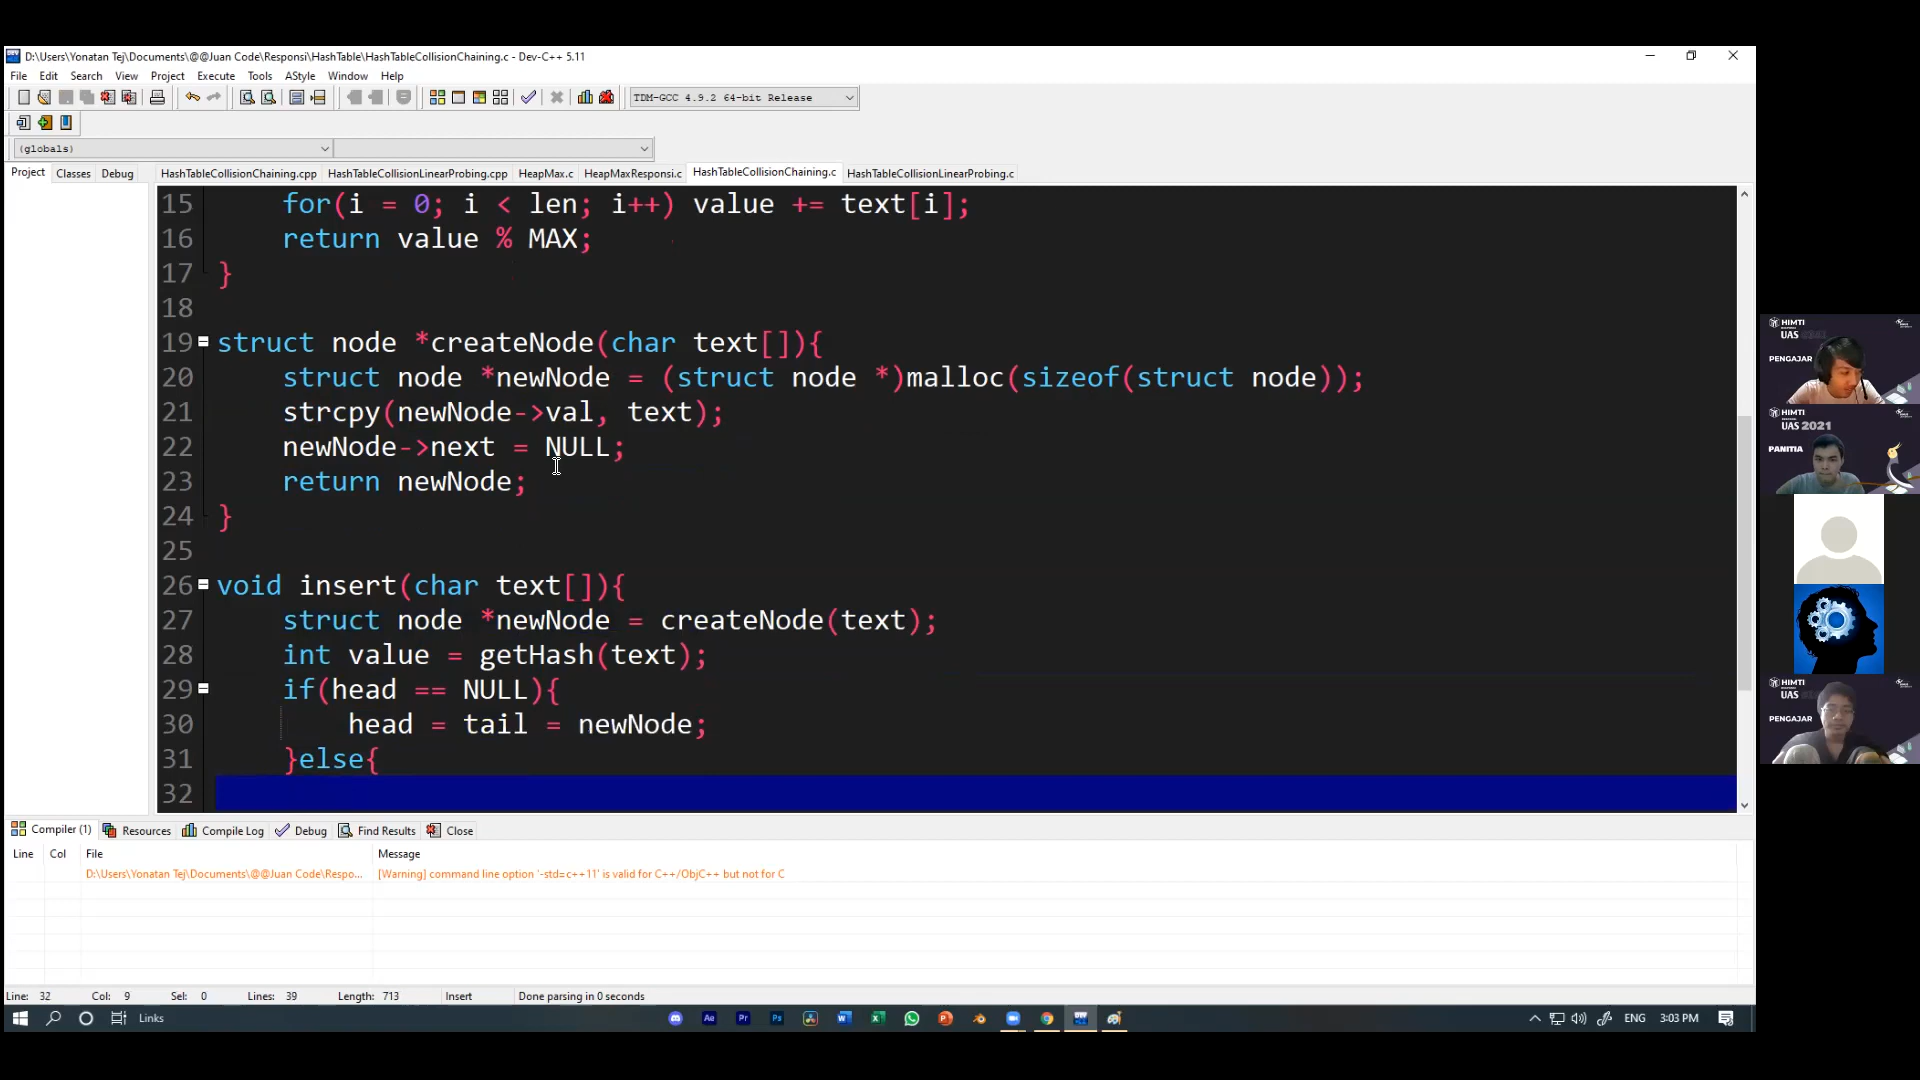 D:\Users\Yonatan Tej\Documents\@@Juan Code\Responsi\HashTable\HashTableCollisionChaining.c - Dev-C++ 5.11
File Edit Search View Project Execute Tools AStyle Window Help
TDM-GCC 4.9.2 64-bit Release
(globals)
Project Classes Debug
HashTableCollisionChaining.cpp HashTableCollisionLinearProbing.cpp HeapMax.c HeapMaxResponsi.c HashTableCollisionChaining.c HashTableCollisionLinearProbing.c
15 for(i = 0; i < len; i++) value += text[i];
16 return value % MAX;
17 }
18
19 struct node *createNode(char text[]){
20 struct node *newNode = (struct node *)malloc(sizeof(struct node));
21 strcpy(newNode->val, text);
22 newNode->next = NULL;
23 return newNode;
24 }
25
26 void insert(char text[]){
27 struct node *newNode = createNode(text);
28 int value = getHash(text);
29 if(head == NULL){
30 head = tail = newNode;
31 }else{
32
Compiler (1) Resources Compile Log Debug Find Results Close
Line Col File Message
D:\Users\Yonatan Tej\Documents\@@Juan Code\Respo... [Warning] command line option '-std=c++11' is valid for C++/ObjC++ but not for C
Line: 32 Col: 9 Sel: 0 Lines: 39 Length: 713 Insert Done parsing in 0 seconds
Links
ENG 3:03 PM
HIMTI
UAS
PENGAJAR
HIMTI
UAS 2021
PANITIA
HIMTI
UAS
PENGAJAR